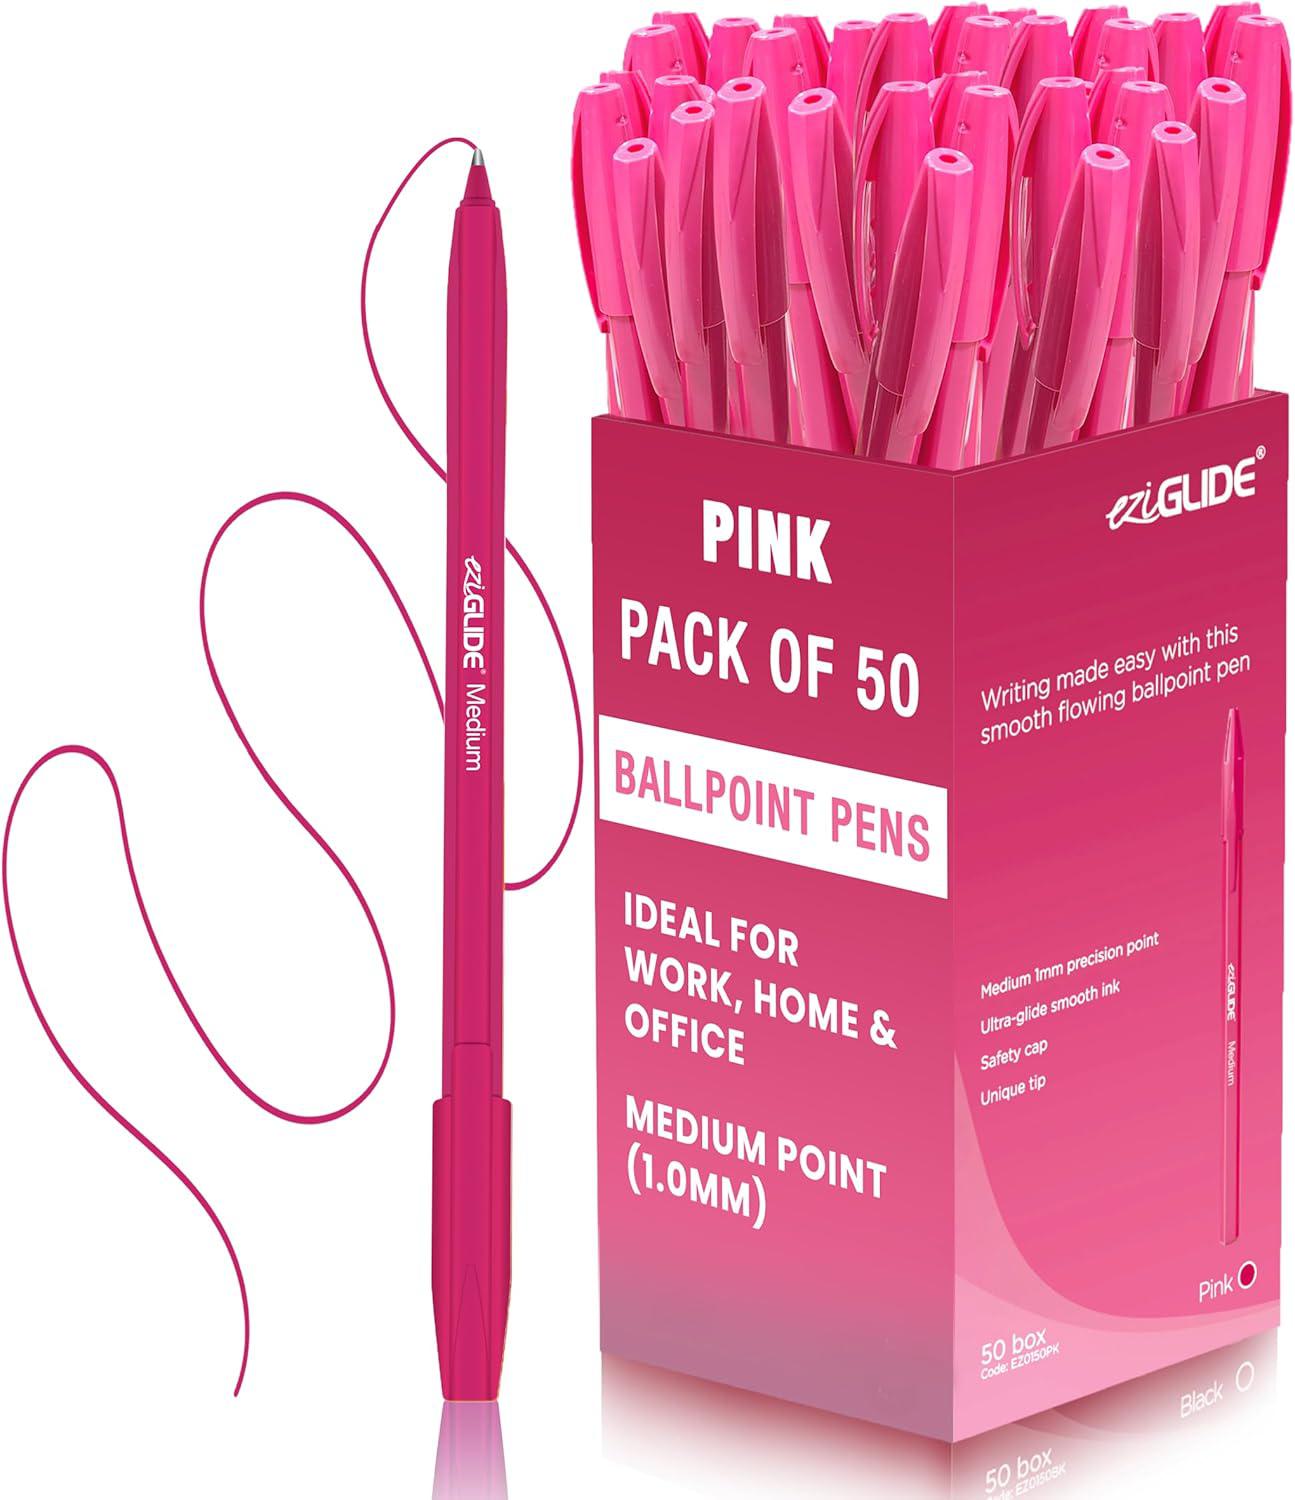 eziGLIDE® Medium
PINK
PACK OF 50
BALLPOINT PENS
IDEAL FOR
WORK, HOME &
OFFICE
MEDIUM POINT
(1.0MM)
eziGLIDE®
Writing made easy with this
smooth flowing ballpoint pen
Medium 1mm precision point
Ultra-glide smooth ink
Safety cap
Unique tip
eziGLIDE® Medium
Pink
50 box
Code: EZ0150PK
Black
50 box
Code: EZ0150BK